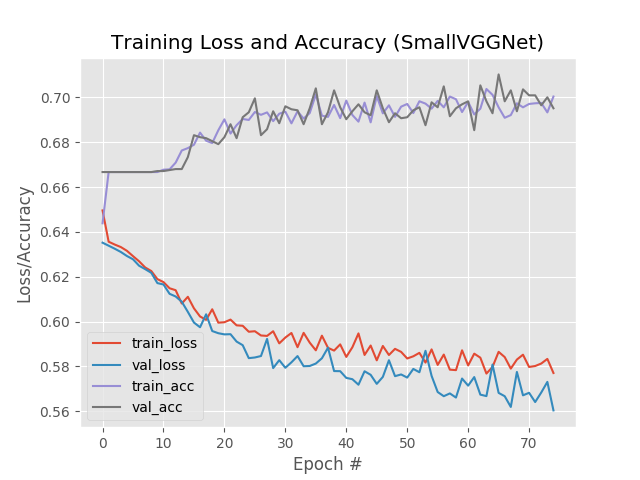 Training Loss and Accuracy (SmallVGGNet)
Loss/Accuracy
0.70
0.68
0.66
0.64
0.62
0.60
0.58
0.56
train_loss
val_loss
train_acc
val_acc
0 10 20 30 40 50 60 70
Epoch #